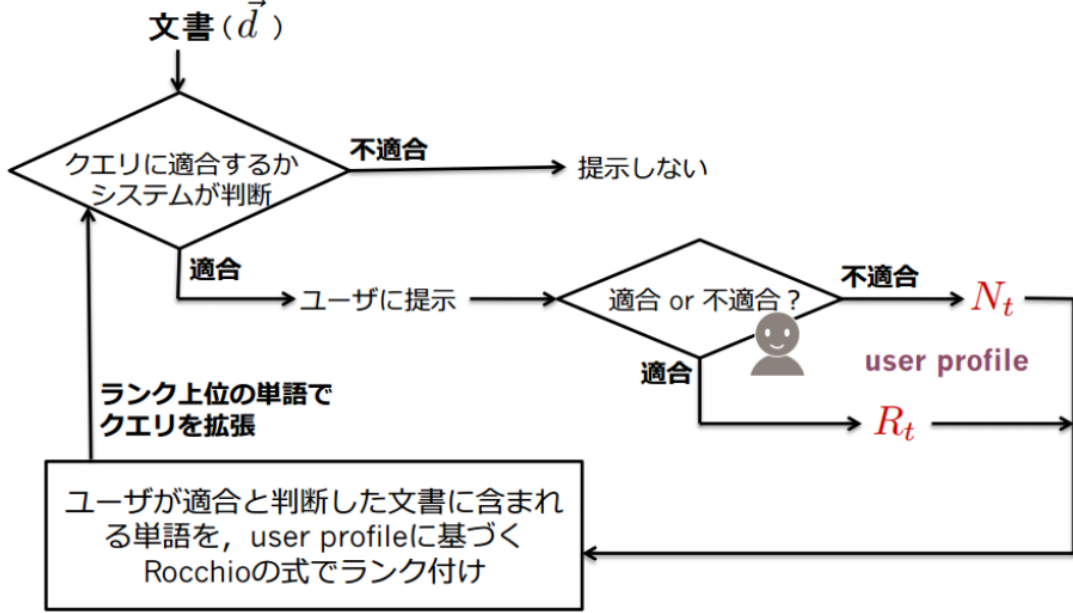 文書($\vec{d}$)
クエリに適合するか
システムが判断
不適合
提示しない
適合
ユーザに提示
適合 or 不適合？
不適合
$N_t$
user profile
適合
$R_t$
ランク上位の単語で
クエリを拡張
ユーザが適合と判断した文書に含まれ
る単語を，user profileに基づく
Rocchioの式でランク付け